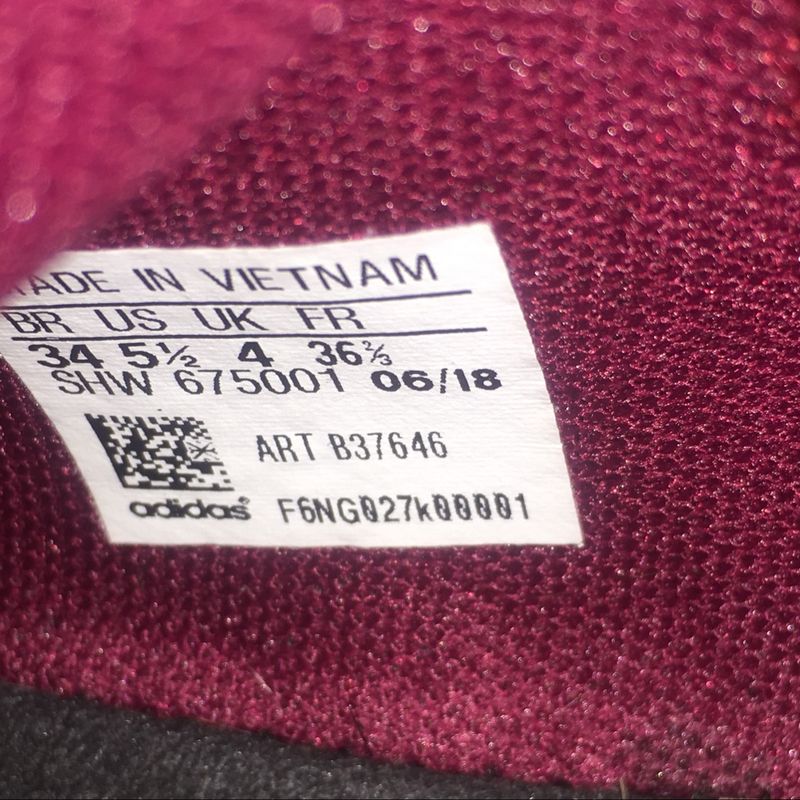 MADE IN VIETNAM
BR US UK FR
34 5½ 4 36⅔
SHW 675001 06/18
ART B37646
adidas® F6NG027k00001